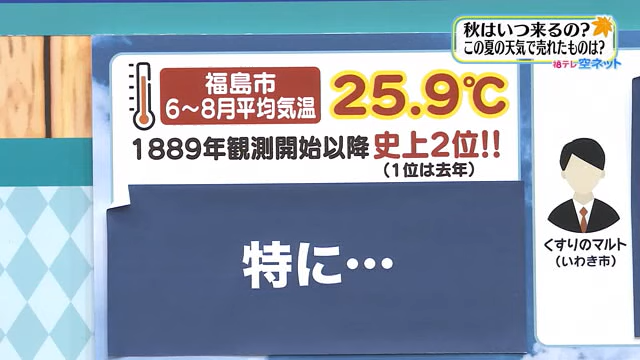 秋はいつ来るの?
この夏の天気で売れたものは?
福テレ空ネット
福島市
6～8月平均気温
25.9℃
1889年観測開始以降史上2位!!
(1位は去年)
特に…
くすりのマルト
(いわき市)